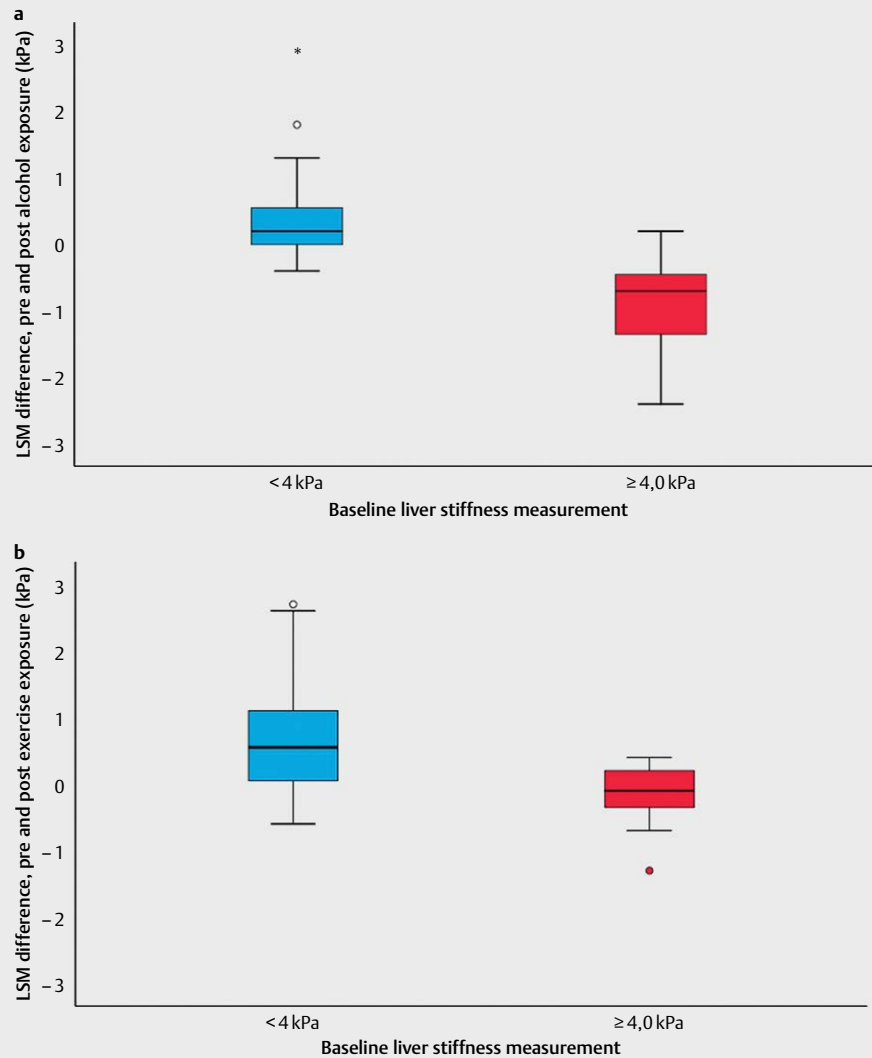 a
LSM difference, pre and post alcohol exposure (kPa)
3
2
1
0
– 1
– 2
– 3
*
< 4 kPa
≥ 4,0 kPa
Baseline liver stiffness measurement
b
LSM difference, pre and post exercise exposure (kPa)
3
2
1
0
– 1
– 2
– 3
< 4 kPa
≥ 4,0 kPa
Baseline liver stiffness measurement